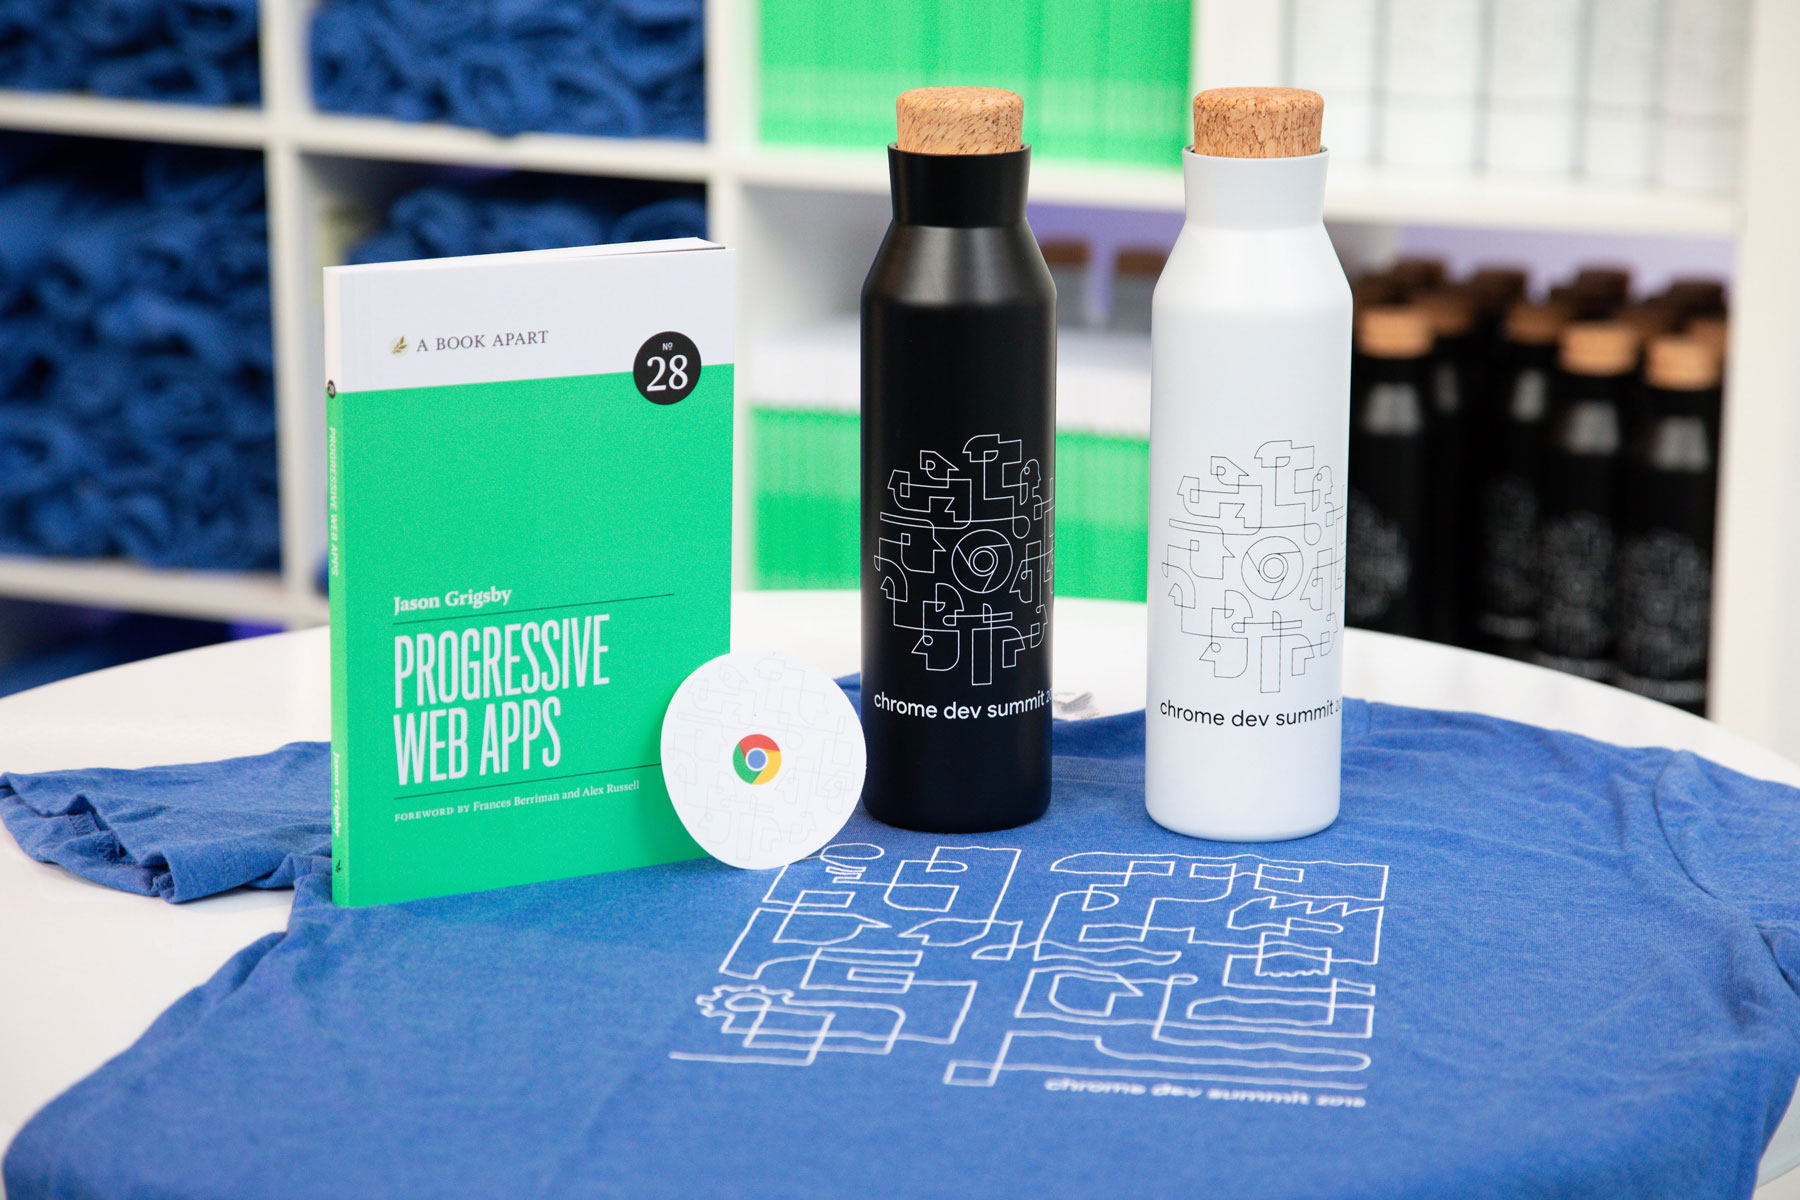 A BOOK APART
Nº
28
Jason Grigsby
PROGRESSIVE
WEB APPS
FOREWORD BY Frances Berriman and Alex Russell
PROGRESSIVE WEB APPS
Jason Grigsby
chrome dev summit
chrome dev summit
chrome dev summit 2018